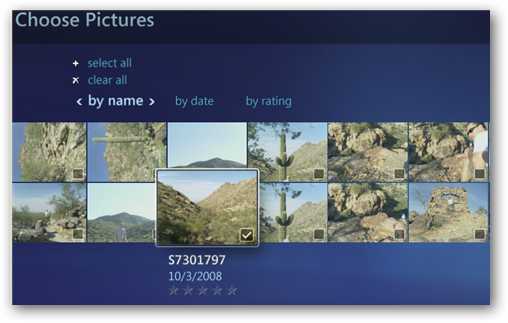 Choose Pictures
select all
clear all
‹ by name › by date by rating
S7301797
10/3/2008